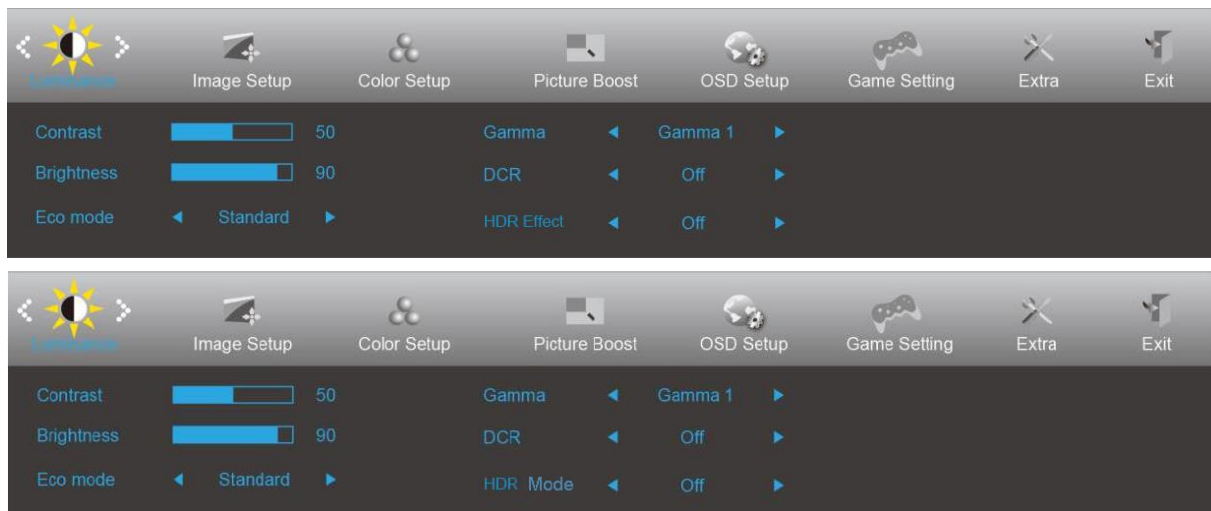 Luminance Image Setup Color Setup Picture Boost OSD Setup Game Setting Extra Exit
Contrast 50 Gamma Gamma 1
Brightness 90 DCR Off
Eco mode Standard HDR Effect Off
Luminance Image Setup Color Setup Picture Boost OSD Setup Game Setting Extra Exit
Contrast 50 Gamma Gamma 1
Brightness 90 DCR Off
Eco mode Standard HDR Mode Off